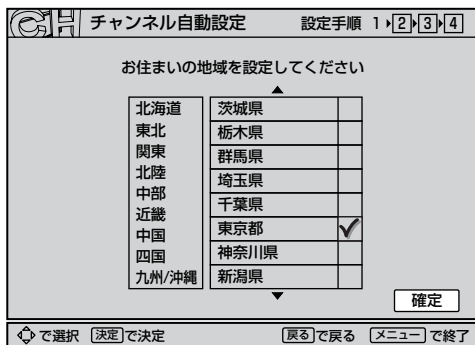 CH チャンネル自動設定 設定手順 1 2 3 4
お住まいの地域を設定してください
北海道
東北
関東
北陸
中部
近畿
中国
四国
九州/沖縄
茨城県
栃木県
群馬県
埼玉県
千葉県
東京都
神奈川県
新潟県
確定
で選択 決定で決定 戻るで戻る メニューで終了